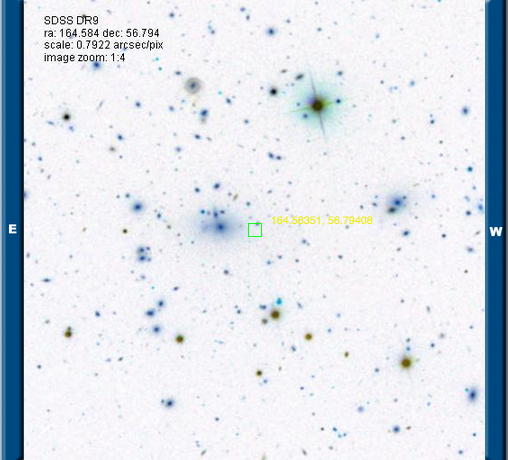 SDSS DR9
ra: 164.584 dec: 56.794
scale: 0.7922 arcsec/pix
image zoom: 1:4
164.58351, 56.79408
E
W